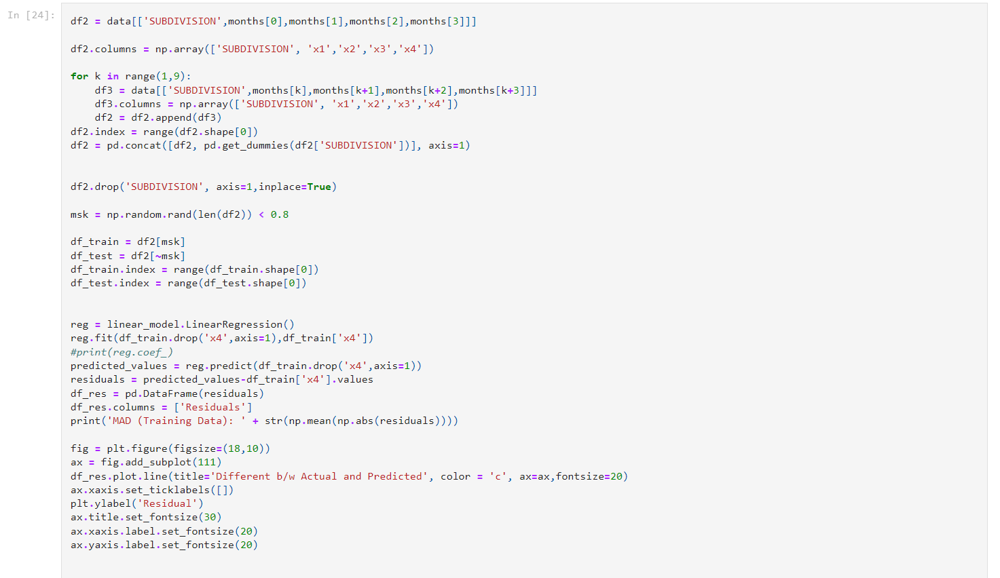 In [24]:
df2 = data[['SUBDIVISION',months[0],months[1],months[2],months[3]]]
df2.columns = np.array(['SUBDIVISION', 'x1','x2','x3','x4'])
for k in range(1,9):
    df3 = data[['SUBDIVISION',months[k],months[k+1],months[k+2],months[k+3]]]
    df3.columns = np.array(['SUBDIVISION', 'x1','x2','x3','x4'])
    df2 = df2.append(df3)
df2.index = range(df2.shape[0])
df2 = pd.concat([df2, pd.get_dummies(df2['SUBDIVISION'])], axis=1)
df2.drop('SUBDIVISION', axis=1,inplace=True)
msk = np.random.rand(len(df2)) < 0.8
df_train = df2[msk]
df_test = df2[~msk]
df_train.index = range(df_train.shape[0])
df_test.index = range(df_test.shape[0])
reg = linear_model.LinearRegression()
reg.fit(df_train.drop('x4',axis=1),df_train['x4'])
#print(reg.coef_)
predicted_values = reg.predict(df_train.drop('x4',axis=1))
residuals = predicted_values-df_train['x4'].values
df_res = pd.DataFrame(residuals)
df_res.columns = ['Residuals']
print('MAD (Training Data): ' + str(np.mean(np.abs(residuals))))
fig = plt.figure(figsize=(18,10))
ax = fig.add_subplot(111)
df_res.plot.line(title='Different b/w Actual and Predicted', color = 'c', ax=ax,fontsize=20)
ax.xaxis.set_ticklabels([])
plt.ylabel('Residual')
ax.title.set_fontsize(30)
ax.xaxis.label.set_fontsize(20)
ax.yaxis.label.set_fontsize(20)